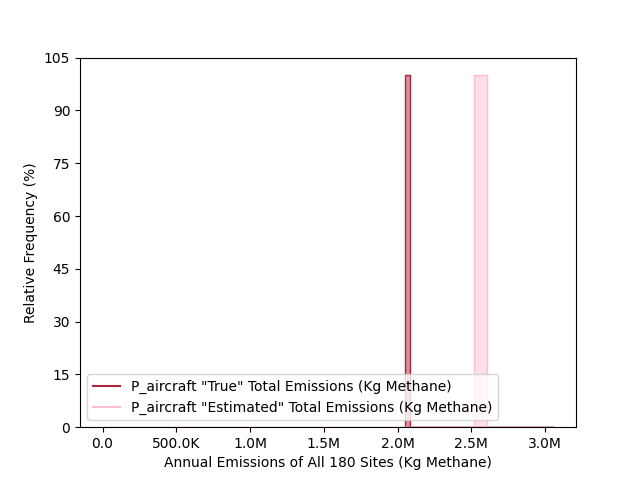 105
90
75
60
45
30
15
0
Relative Frequency (%)
P_aircraft "True" Total Emissions (Kg Methane)
P_aircraft "Estimated" Total Emissions (Kg Methane)
0.0 500.0K 1.0M 1.5M 2.0M 2.5M 3.0M
Annual Emissions of All 180 Sites (Kg Methane)